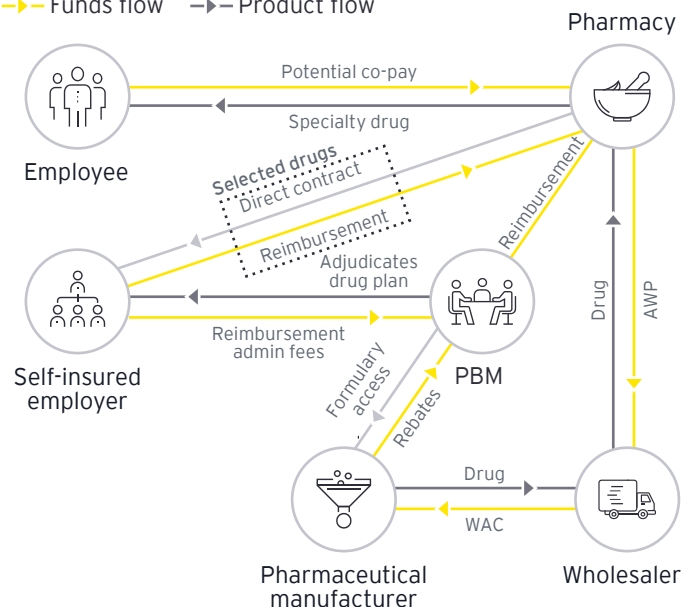 Funds flow
Product flow
Pharmacy
Potential co-pay
Specialty drug
Employee
Selected drugs
Direct contract
Reimbursement
Reimbursement
Adjudicates
drug plan
Reimbursement
admin fees
Self-insured
employer
PBM
Drug
AWP
Formulary
access
Rebates
Drug
WAC
Pharmaceutical
manufacturer
Wholesaler